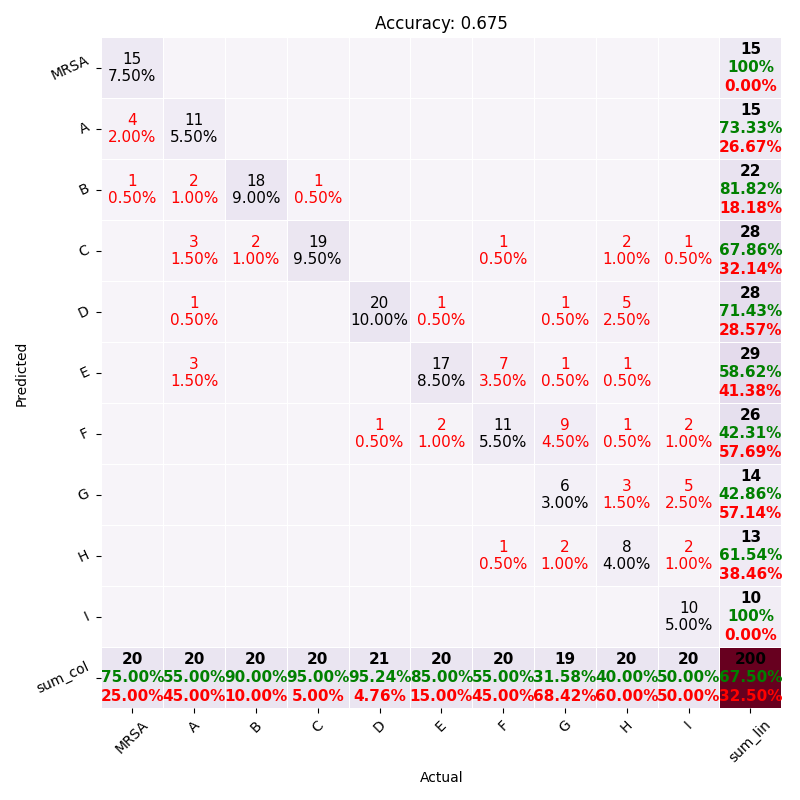 Accuracy: 0.675
MRSA 15 15
7.50% 100%
0.00%
A 4 11 15
2.00% 5.50% 73.33%
26.67%
B 1 2 18 1 22
0.50% 1.00% 9.00% 0.50% 81.82%
18.18%
C 3 2 19 1 2 1 28
1.50% 1.00% 9.50% 0.50% 1.00% 0.50% 67.86%
32.14%
D 1 20 1 1 5 28
0.50% 10.00% 0.50% 0.50% 2.50% 71.43%
28.57%
E 3 17 7 1 1 29
1.50% 8.50% 3.50% 0.50% 0.50% 58.62%
41.38%
F 1 2 11 9 1 2 26
0.50% 1.00% 5.50% 4.50% 0.50% 1.00% 42.31%
57.69%
G 6 3 5 14
3.00% 1.50% 2.50% 42.86%
57.14%
H 1 2 8 2 13
0.50% 1.00% 4.00% 1.00% 61.54%
38.46%
I 10 10
5.00% 100%
0.00%
sum_col 20 20 20 20 21 20 20 19 20 20 200
75.00% 55.00% 90.00% 95.00% 95.24% 85.00% 55.00% 31.58% 40.00% 50.00% 67.50%
25.00% 45.00% 10.00% 5.00% 4.76% 15.00% 45.00% 68.42% 60.00% 50.00% 32.50%
MRSA A B C D E F G H I sum_lin
Predicted
Actual